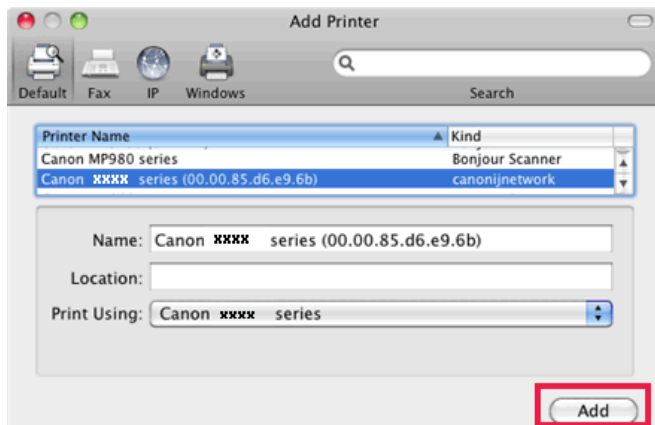 Add Printer
Default Fax IP Windows Search
Printer Name Kind
Canon MP980 series Bonjour Scanner
Canon XXXX series (00.00.85.d6.e9.6b) canonijnetwork
Name: Canon XXXX series (00.00.85.d6.e9.6b)
Location:
Print Using: Canon XXXX series
Add